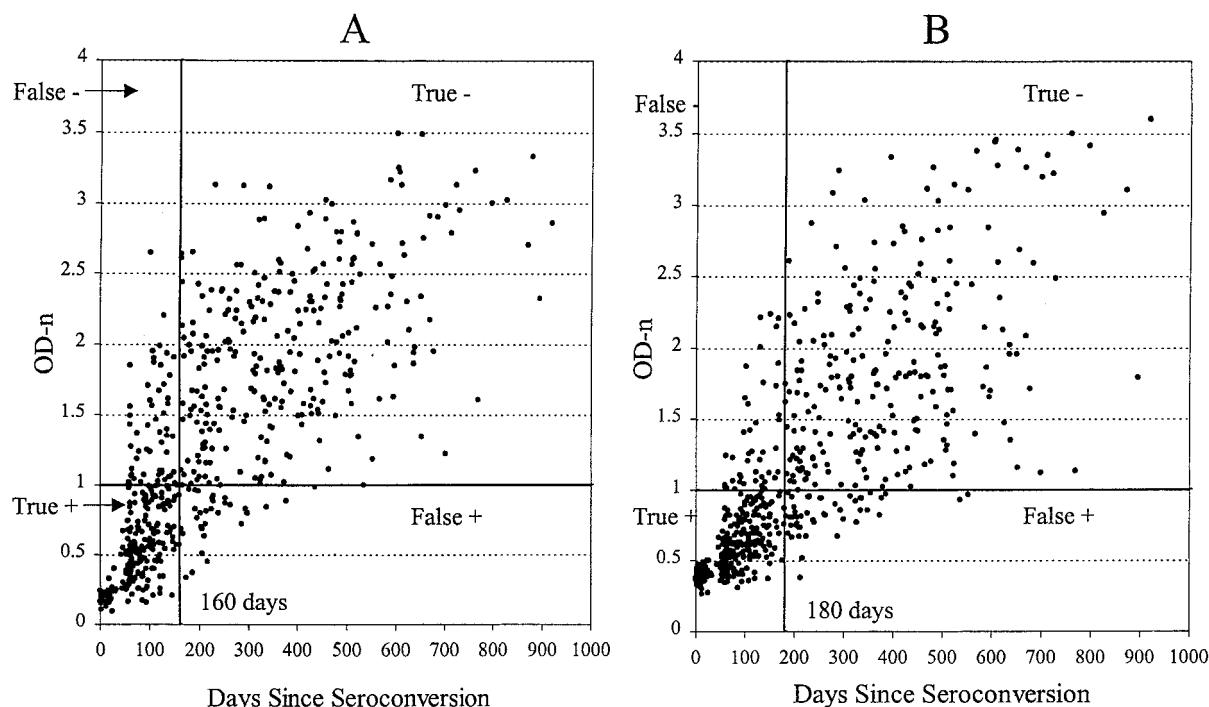 A
B
4
False -
True -
3.5
3
2.5
OD-n
2
1.5
1
True +
False +
0.5
160 days
0
0 100 200 300 400 500 600 700 800 900 1000
Days Since Seroconversion
4
False -
True -
3.5
3
2.5
OD-n
2
1.5
1
True +
False +
0.5
180 days
0
0 100 200 300 400 500 600 700 800 900 1000
Days Since Seroconversion